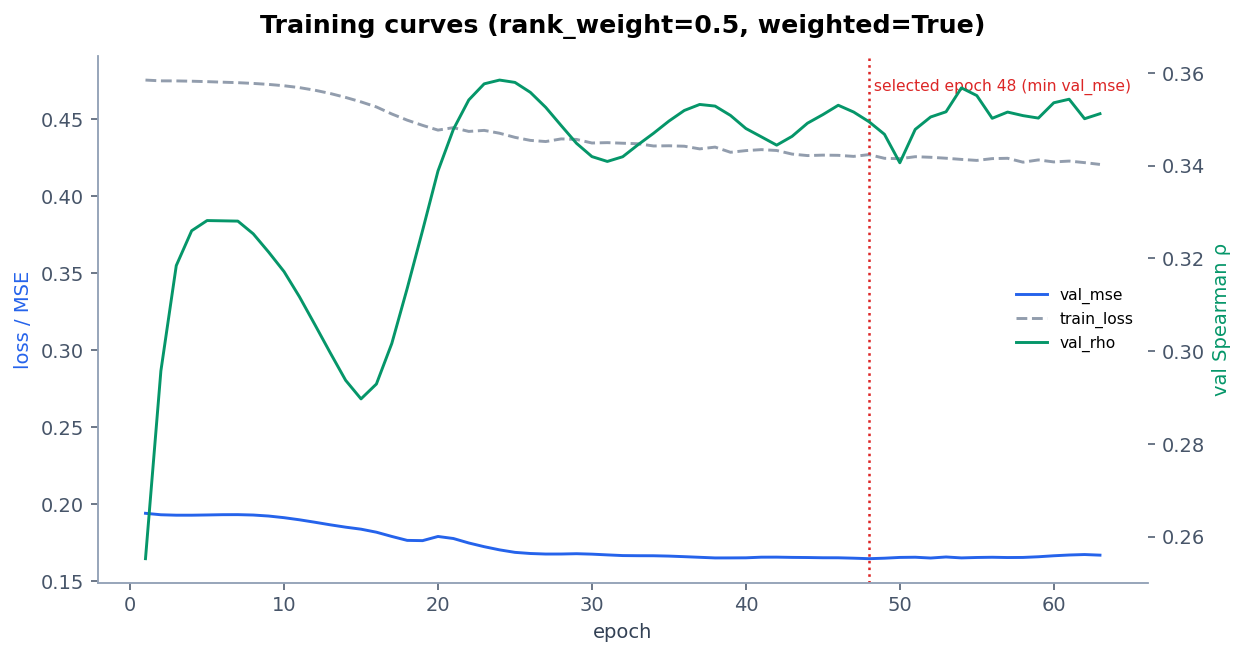 Training curves (rank_weight=0.5, weighted=True)
selected epoch 48 (min val_mse)
0.45
0.40
0.35
0.30
0.25
0.20
0.15
loss / MSE
0.36
0.34
0.32
0.30
0.28
0.26
val Spearman ρ
val_mse
train_loss
val_rho
0 10 20 30 40 50 60
epoch